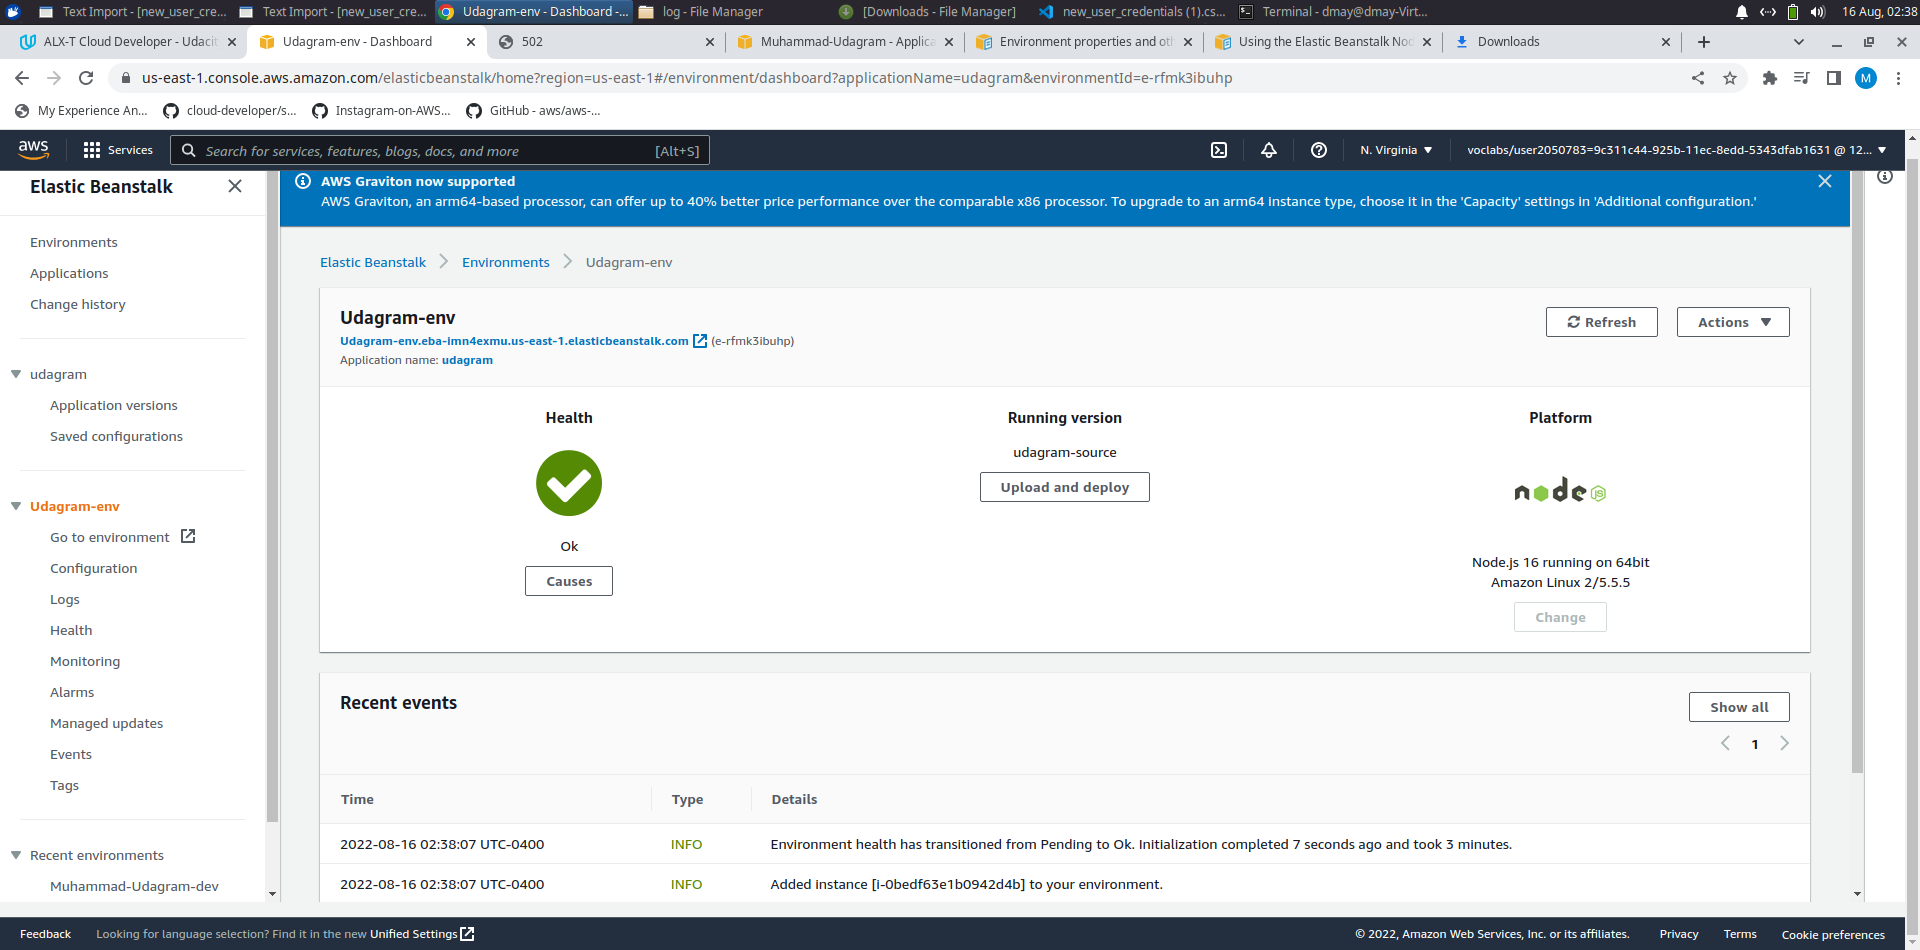 Text Import - [new_user_cre...
Text Import - [new_user_cre...
Udagram-env - Dashboard -...
log - File Manager
[Downloads - File Manager]
new_user_credentials (1).cs...
Terminal - dmay@dmay-Virt...
16 Aug, 02:38
ALX-T Cloud Developer - Udaci
Udagram-env - Dashboard
502
Muhammad-Udagram - Applica
Environment properties and ot
Using the Elastic Beanstalk No
Downloads
us-east-1.console.aws.amazon.com/elasticbeanstalk/home?region=us-east-1#/environment/dashboard?applicationName=udagram&environmentId=e-rfmk3ibuhp
M
My Experience An...
cloud-developer/s...
Instagram-on-AWS...
GitHub - aws/aws-...
aws
Services
Search for services, features, blogs, docs, and more
[Alt+S]
N. Virginia
voclabs/user2050783=9c311c44-925b-11ec-8edd-5343dfab1631 @ 12...
Elastic Beanstalk
Environments
Applications
Change history
udagram
Application versions
Saved configurations
Udagram-env
Go to environment
Configuration
Logs
Health
Monitoring
Alarms
Managed updates
Events
Tags
Recent environments
Muhammad-Udagram-dev
AWS Graviton now supported
AWS Graviton, an arm64-based processor, can offer up to 40% better price performance over the comparable x86 processor. To upgrade to an arm64 instance type, choose it in the 'Capacity' settings in 'Additional configuration.'
Elastic Beanstalk
Environments
Udagram-env
Udagram-env
Udagram-env.eba-imn4exmu.us-east-1.elasticbeanstalk.com (e-rfmk3ibuhp)
Application name: udagram
Refresh
Actions
Health
Ok
Causes
Running version
udagram-source
Upload and deploy
Platform
node JS
Node.js 16 running on 64bit
Amazon Linux 2/5.5.5
Change
Recent events
Show all
1
Time
Type
Details
2022-08-16 02:38:07 UTC-0400
INFO
Environment health has transitioned from Pending to Ok. Initialization completed 7 seconds ago and took 3 minutes.
2022-08-16 02:38:07 UTC-0400
INFO
Added instance [i-0bedf63e1b0942d4b] to your environment.
Feedback
Looking for language selection? Find it in the new Unified Settings
© 2022, Amazon Web Services, Inc. or its affiliates.
Privacy
Terms
Cookie preferences